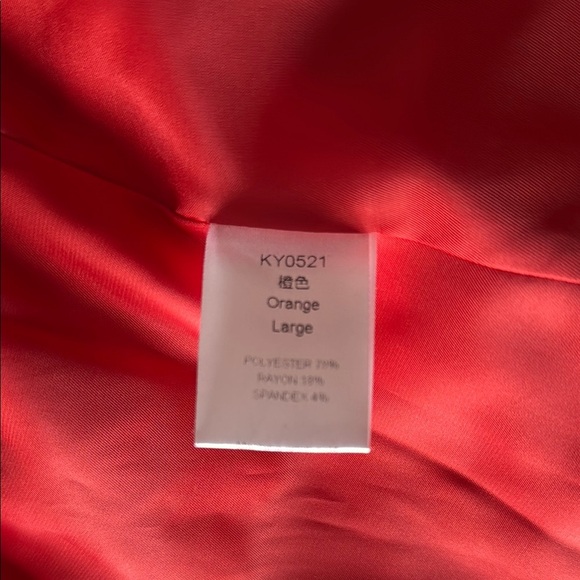 KY0521
橙色
Orange
Large
POLYESTER 78%
RAYON 18%
SPANDEX 4%